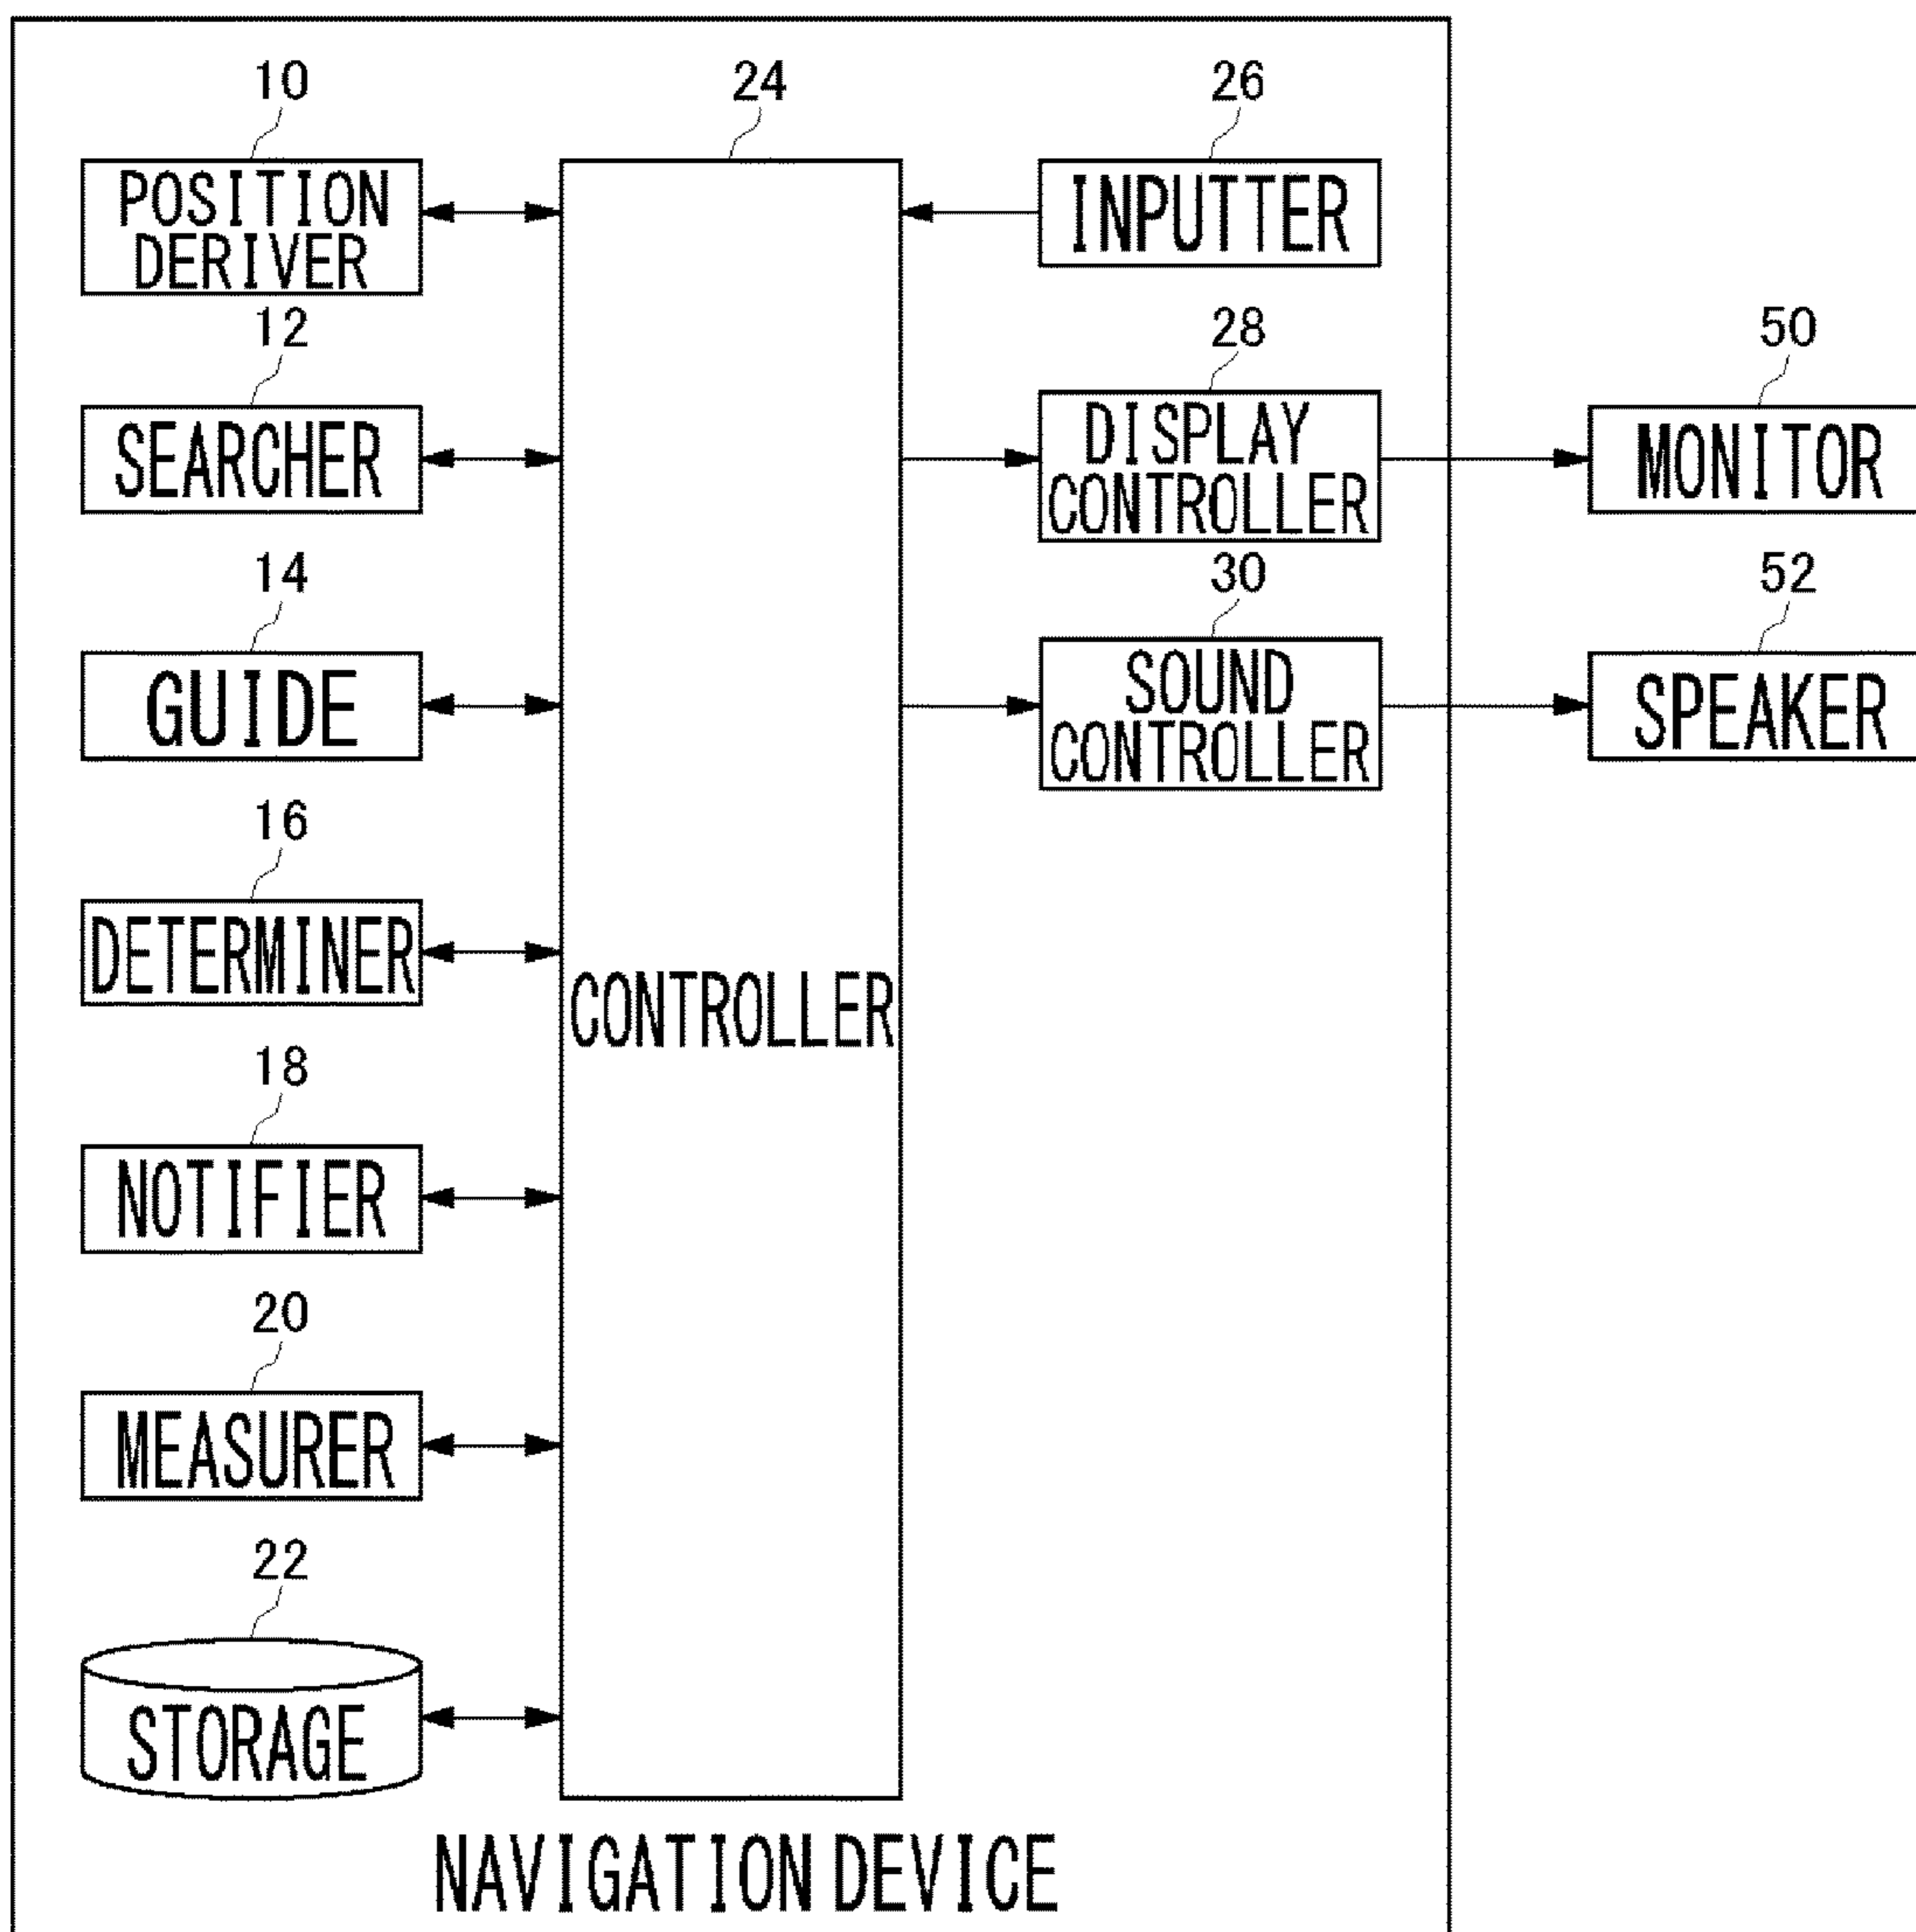 10
POSITION
DERIVER
12
SEARCHER
14
GUIDE
16
DETERMINER
18
NOTIFIER
20
MEASURER
22
STORAGE
24
CONTROLLER
26
INPUTTER
28
DISPLAY
CONTROLLER
30
SOUND
CONTROLLER
50
MONITOR
52
SPEAKER
NAVIGATION DEVICE